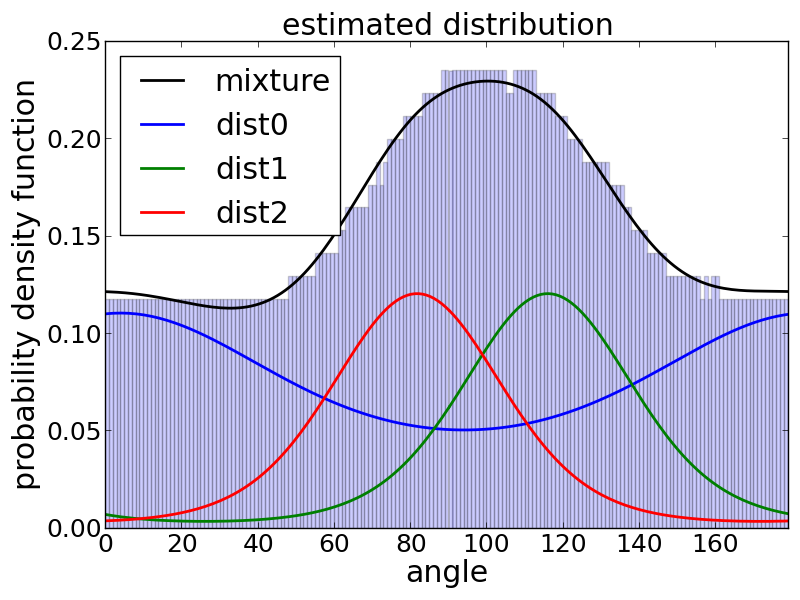 estimated distribution
probability density function
0.25
0.20
0.15
0.10
0.05
0.00
mixture
dist0
dist1
dist2
0 20 40 60 80 100 120 140 160
angle